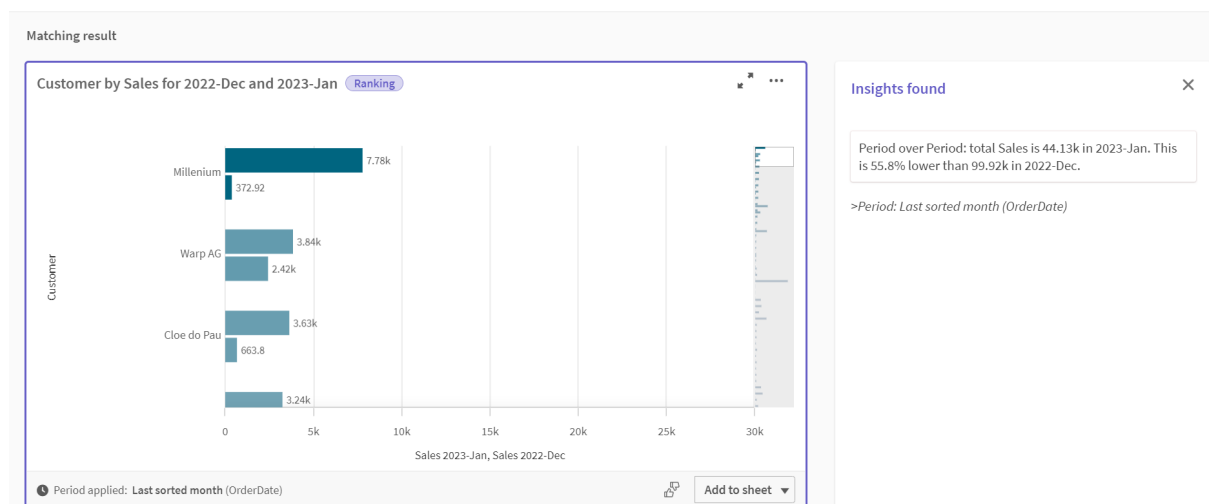 Matching result
Customer by Sales for 2022-Dec and 2023-Jan Ranking
Millenium
7.78k
372.92
Warp AG
3.84k
2.42k
Cloe do Pau
3.63k
663.8
3.24k
Customer
0 5k 10k 15k 20k 25k 30k
Sales 2023-Jan, Sales 2022-Dec
Period applied: Last sorted month (OrderDate)
Add to sheet
Insights found
Period over Period: total Sales is 44.13k in 2023-Jan. This
is 55.8% lower than 99.92k in 2022-Dec.
>Period: Last sorted month (OrderDate)